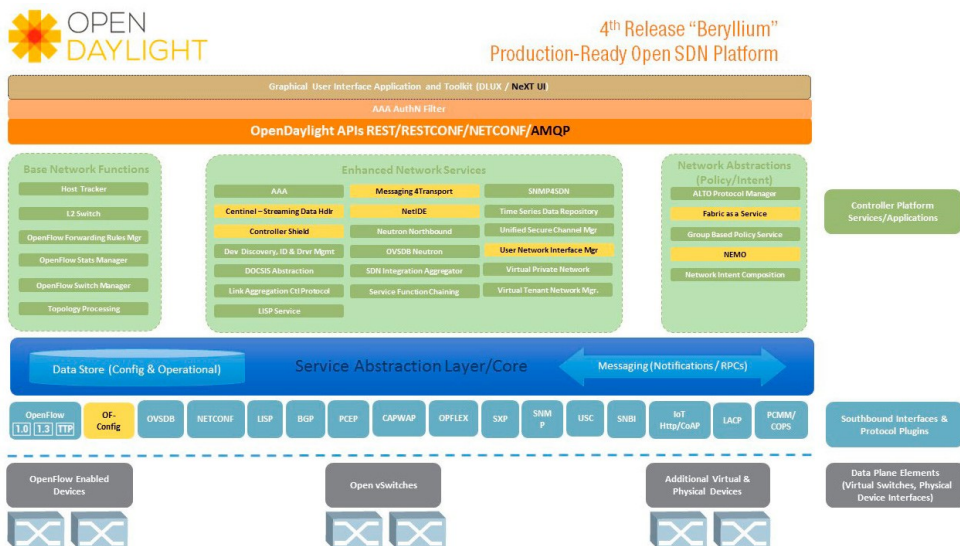 OPEN
DAYLIGHT
4th Release “Beryllium”
Production-Ready Open SDN Platform
Graphical User Interface Application and Toolkit (DLUX / NeXT UI)
AAA AuthN Filter
OpenDaylight APIs REST/RESTCONF/NETCONF/AMQP
Base Network Functions
Host Tracker
L2 Switch
OpenFlow Forwarding Rules Mgr
OpenFlow Stats Manager
OpenFlow Switch Manager
Topology Processing
Enhanced Network Services
AAA
Centinel – Streaming Data Hdlr
Controller Shield
Dev Discovery, ID & Drvr Mgmt
DOCSIS Abstraction
Link Aggregation Ctl Protocol
LISP Service
Messaging 4Transport
NetIDE
Neutron Northbound
OVSDB Neutron
SDN Integration Aggregator
Service Function Chaining
SNMP4SDN
Time Series Data Repository
Unified Secure Channel Mgr
User Network Interface Mgr
Virtual Private Network
Virtual Tenant Network Mgr.
Network Abstractions
(Policy/Intent)
ALTO Protocol Manager
Fabric as a Service
Group Based Policy Service
NEMO
Network Intent Composition
Controller Platform
Services/Applications
Data Store (Config & Operational)
Service Abstraction Layer/Core
Messaging (Notifications / RPCs)
OpenFlow
1.0 1.3 TTP
OF-
Config
OVSDB
NETCONF
LISP
BGP
PCEP
CAPWAP
OPFLEX
SXP
SNM
P
USC
SNBI
IoT
Http/CoAP
LACP
PCMM/
COPS
Southbound Interfaces &
Protocol Plugins
OpenFlow Enabled
Devices
Open vSwitches
Additional Virtual &
Physical Devices
Data Plane Elements
(Virtual Switches, Physical
Device Interfaces)